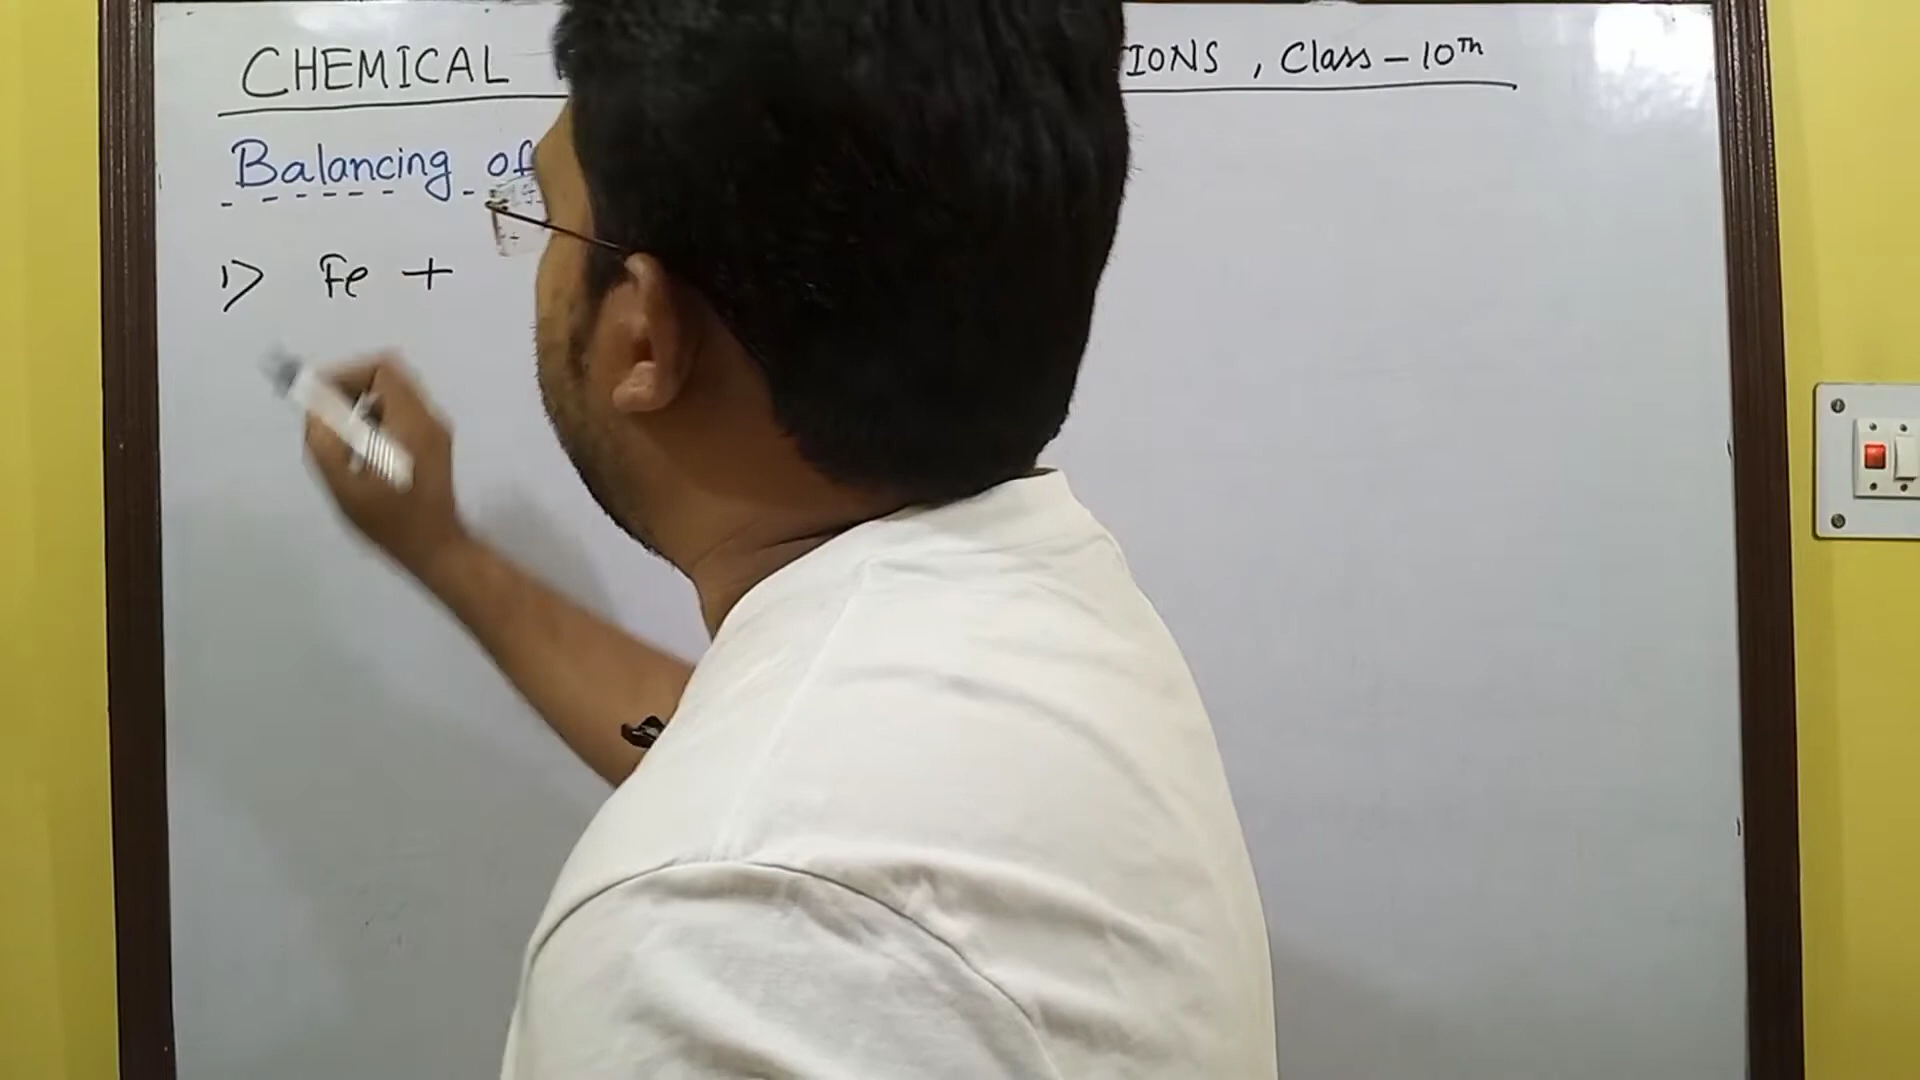 CHEMICAL IONS , Class - 10Th
Balancing of
1) Fe +